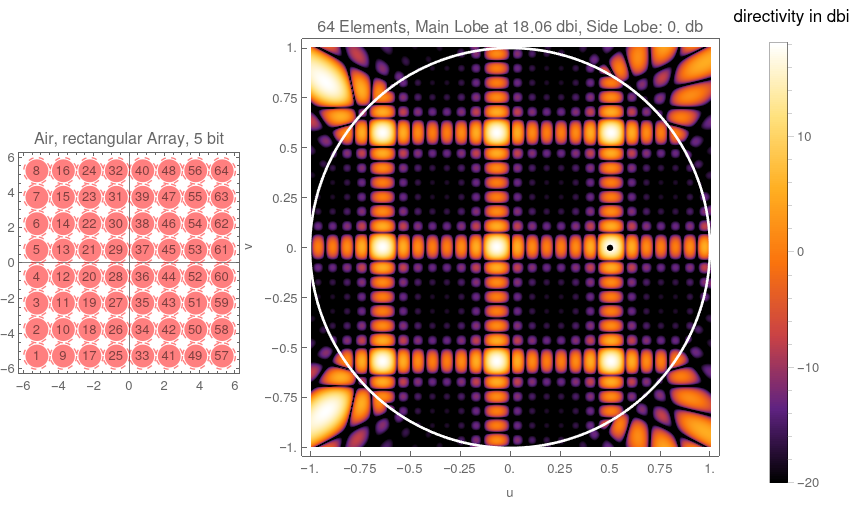 directivity in dbi
64 Elements, Main Lobe at 18.06 dbi, Side Lobe: 0. db
Air, rectangular Array, 5 bit
6
4
2
0
−2
−4
−6
8 16 24 32 40 48 56 64
7 15 23 31 39 47 55 63
6 14 22 30 38 46 54 62
5 13 21 29 37 45 53 61
4 12 20 28 36 44 52 60
3 11 19 27 35 43 51 59
2 10 18 26 34 42 50 58
1 9 17 25 33 41 49 57
−6 −4 −2 0 2 4 6
v
1.
0.75
0.5
0.25
0.
−0.25
−0.5
−0.75
−1.
−1. −0.75 −0.5 −0.25 0. 0.25 0.5 0.75 1.
u
10
0
−10
−20